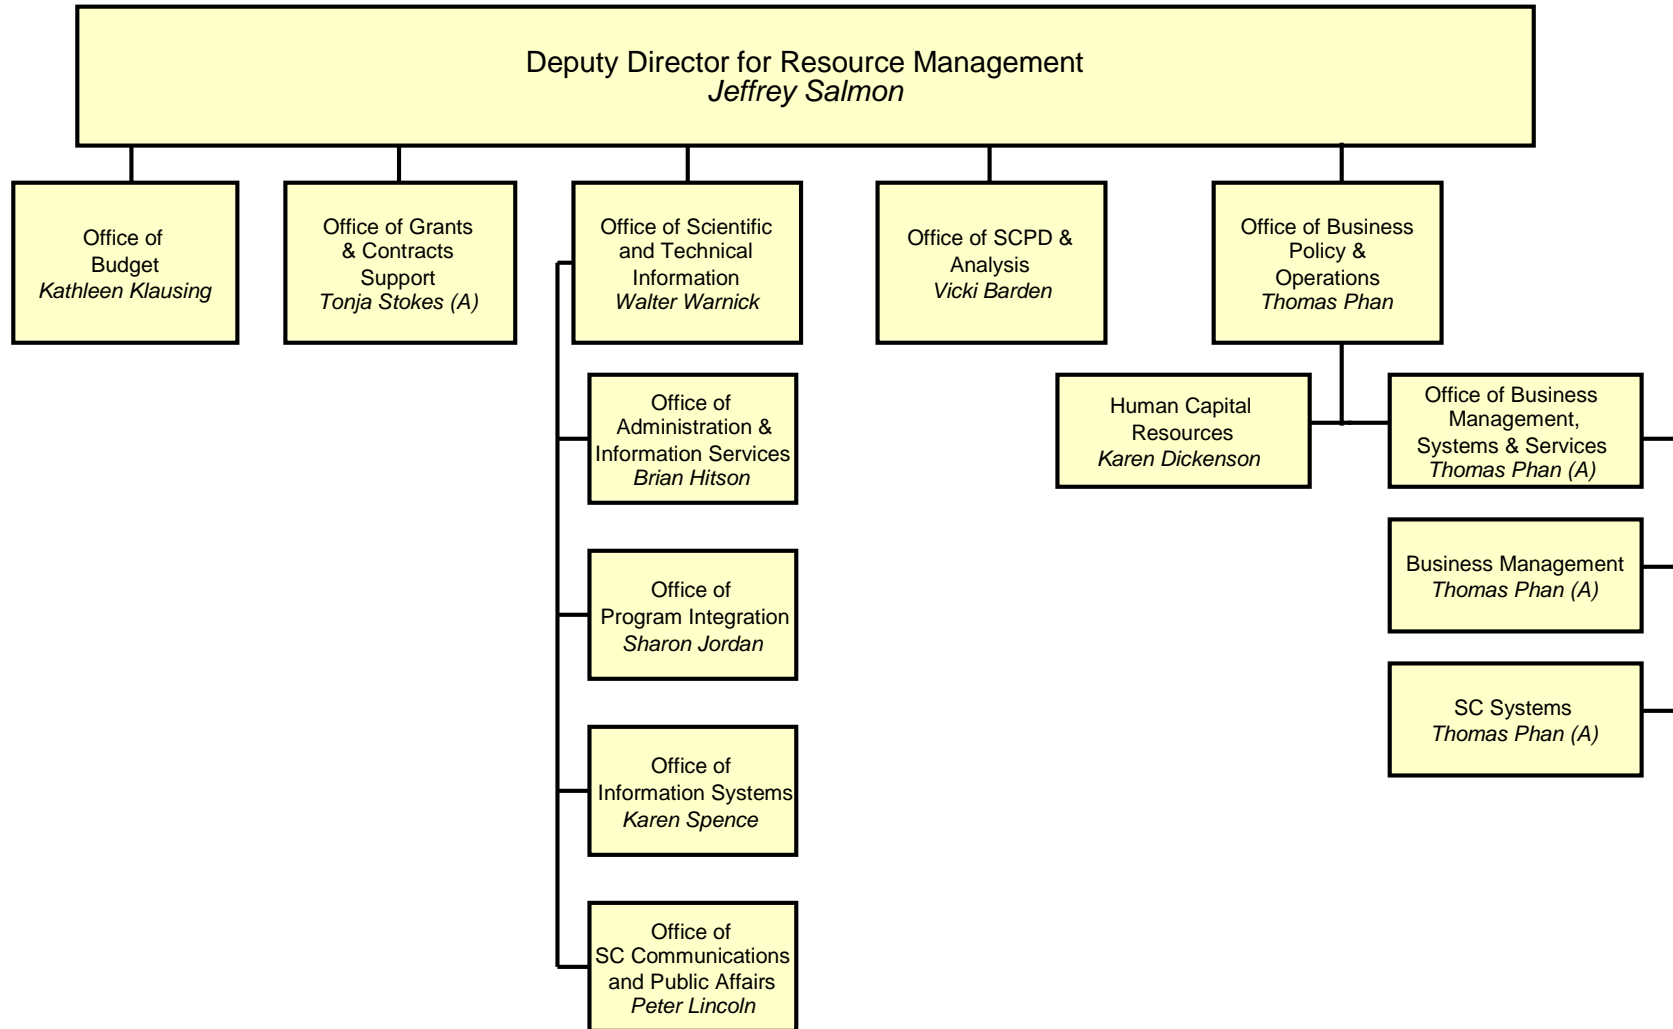 Deputy Director for Resource Management
Jeffrey Salmon
Office of
Budget
Kathleen Klausing
Office of Grants
& Contracts
Support
Tonja Stokes (A)
Office of Scientific
and Technical
Information
Walter Warnick
Office of SCPD &
Analysis
Vicki Barden
Office of Business
Policy &
Operations
Thomas Phan
Office of
Administration &
Information Services
Brian Hitson
Human Capital
Resources
Karen Dickenson
Office of Business
Management,
Systems & Services
Thomas Phan (A)
Business Management
Thomas Phan (A)
Office of
Program Integration
Sharon Jordan
SC Systems
Thomas Phan (A)
Office of
Information Systems
Karen Spence
Office of
SC Communications
and Public Affairs
Peter Lincoln